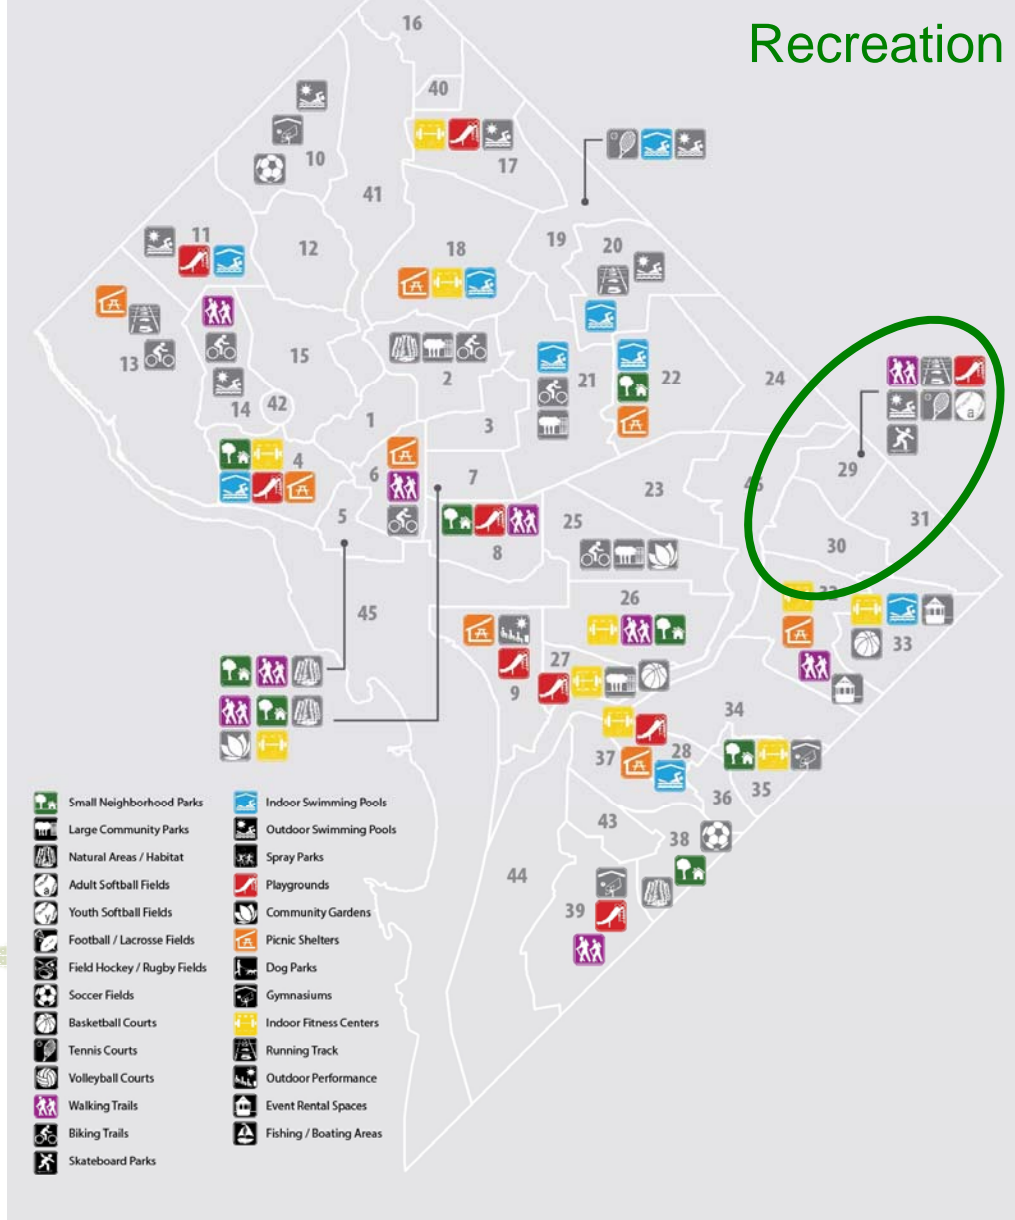 Recreation
16
40
10
17
41
11
12
18
19
20
13
15
2
21
22
24
14
42
1
3
4
6
7
23
29
5
25
31
8
30
45
26
32
33
27
9
34
37
28
35
36
43
38
44
39
Small Neighborhood Parks
Large Community Parks
Natural Areas / Habitat
Adult Softball Fields
Youth Softball Fields
Football / Lacrosse Fields
Field Hockey / Rugby Fields
Soccer Fields
Basketball Courts
Tennis Courts
Volleyball Courts
Walking Trails
Biking Trails
Skateboard Parks
Indoor Swimming Pools
Outdoor Swimming Pools
Spray Parks
Playgrounds
Community Gardens
Picnic Shelters
Dog Parks
Gymnasiums
Indoor Fitness Centers
Running Track
Outdoor Performance
Event Rental Spaces
Fishing / Boating Areas